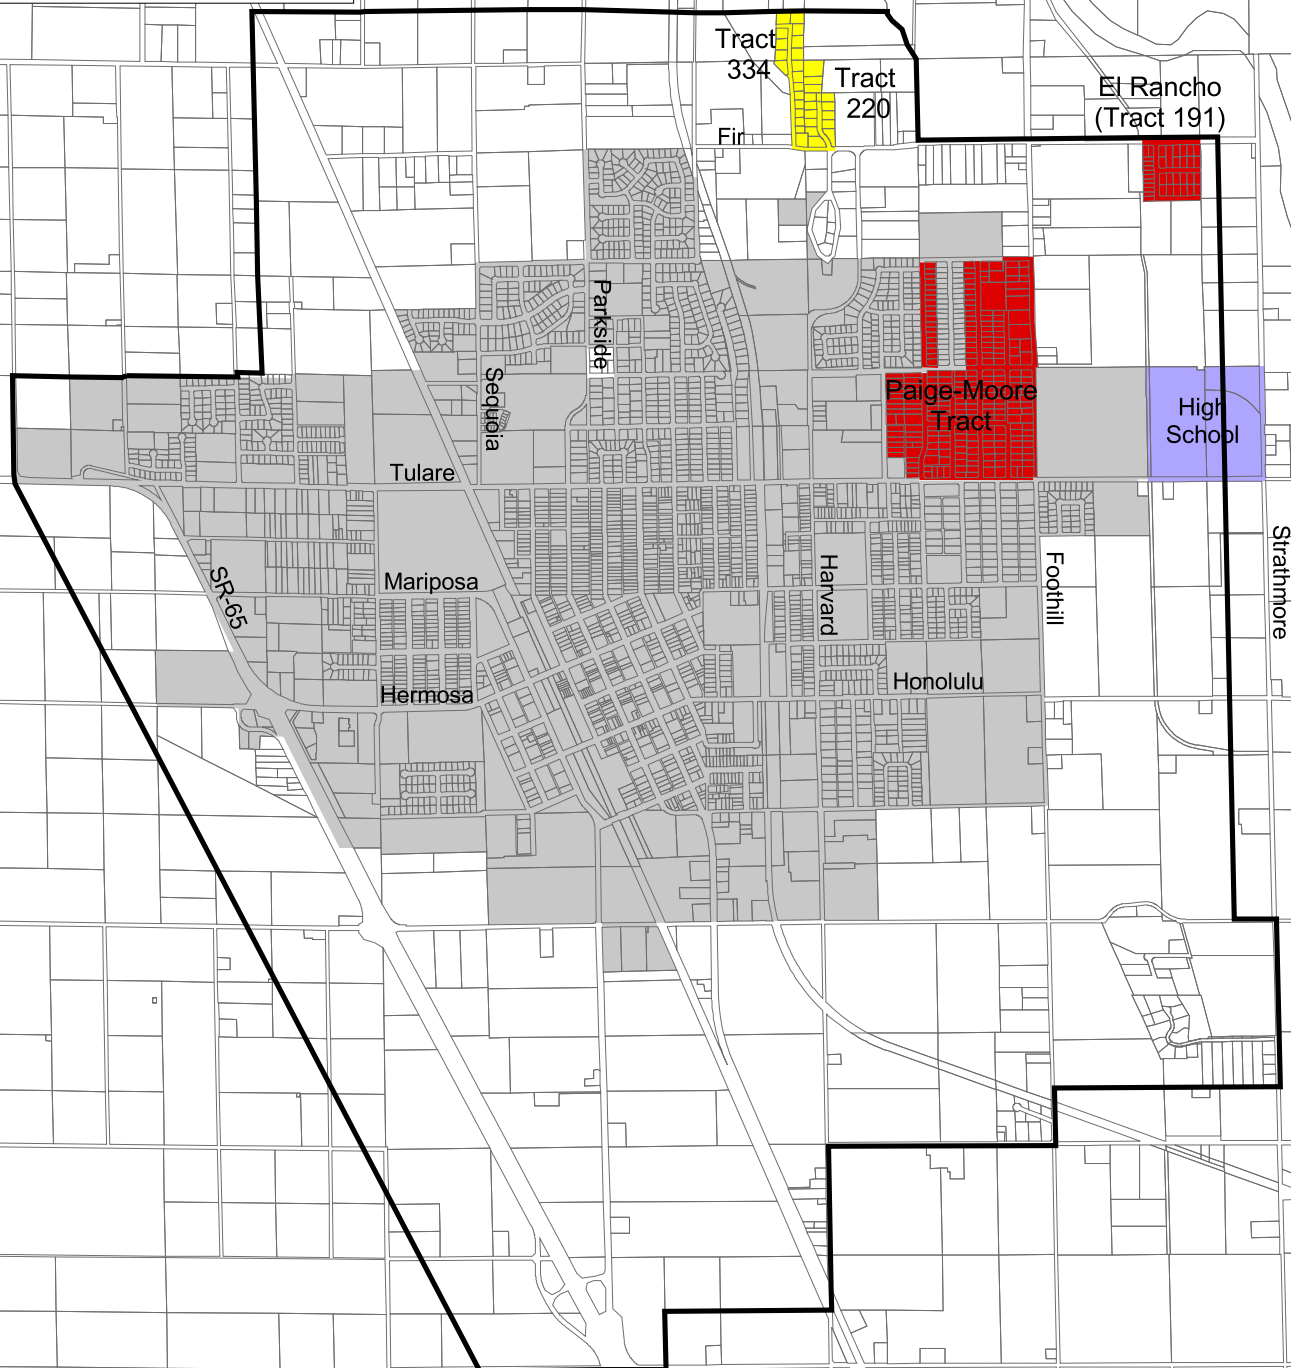 Tract
334
Tract
220
El Rancho
(Tract 191)
Fir
Parkside
Sequoia
Paige-Moore
Tract
High
School
Tulare
Strathmore
Mariposa
SR-65
Harvard
Foothill
Hermosa
Honolulu